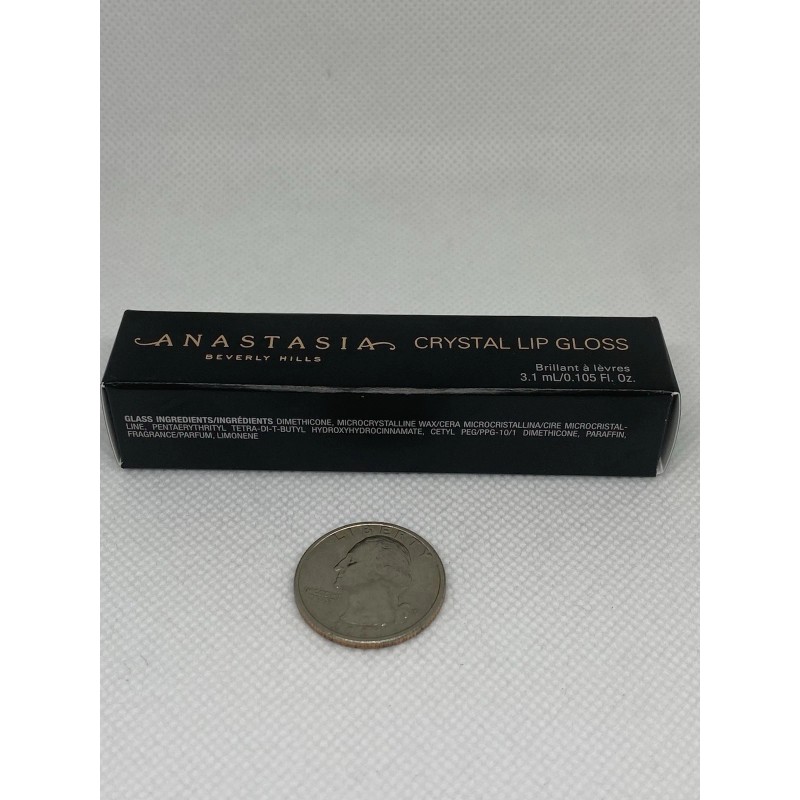 ANASTASIA
BEVERLY HILLS
CRYSTAL LIP GLOSS
Brillant à lèvres
3.1 mL/0.105 Fl. Oz.
GLASS INGREDIENTS/INGRÉDIENTS DIMETHICONE, MICROCRYSTALLINE WAX/CERA MICROCRISTALLINA/CIRE MICROCRISTAL-
LINE, PENTAERYTHRITYL TETRA-DI-T-BUTYL HYDROXYHYDROCINNAMATE, CETYL PEG/PPG-10/1 DIMETHICONE, PARAFFIN,
FRAGRANCE/PARFUM, LIMONENE
LIBERTY